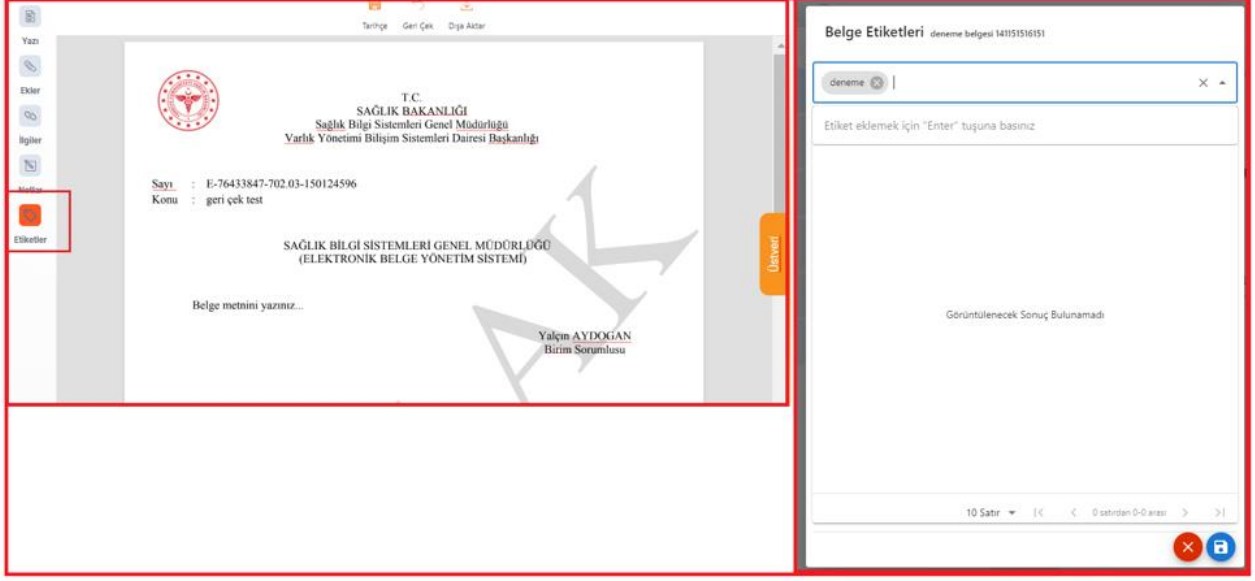 Yazı
Ekler
İlgiler
Notlar
Etiketler
Tarihçe Geri Çek Dışa Aktar
T.C.
SAĞLIK BAKANLIĞI
Sağlık Bilgi Sistemleri Genel Müdürlüğü
Varlık Yönetimi Bilişim Sistemleri Dairesi Başkanlığı
Sayı : E-76433847-702.03-150124596
Konu : geri çek test
SAĞLIK BİLGİ SİSTEMLERİ GENEL MÜDÜRLÜĞÜ
(ELEKTRONİK BELGE YÖNETİM SİSTEMİ)
Belge metnini yazınız...
Yalçın AYDOĞAN
Birim Sorumlusu
AK
Üstveri
Belge Etiketleri deneme belgesi 141151516151
deneme
Etiket eklemek için "Enter" tuşuna basınız
Görüntülenecek Sonuç Bulunamadı
10 Satır 0 satırdan 0-0 arası